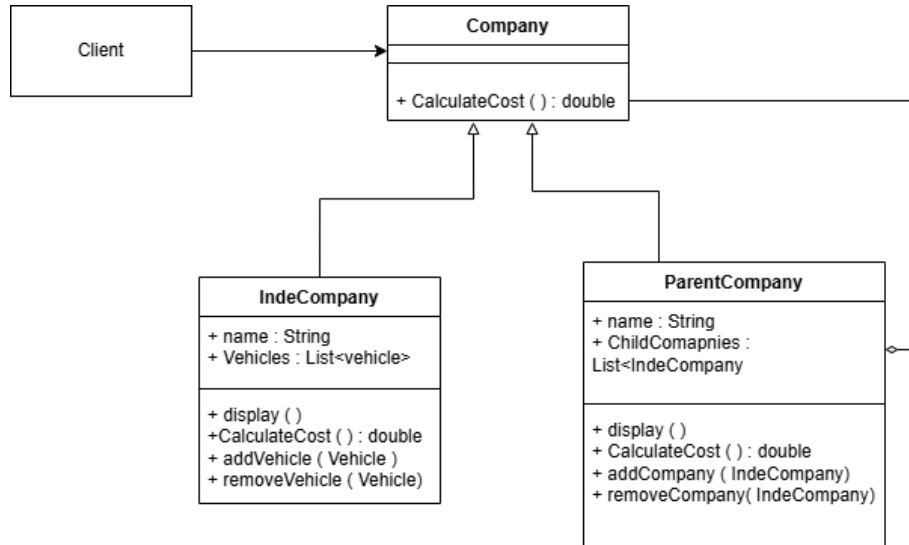 Client
Company
+ CalculateCost ( ) : double
IndeCompany
+ name : String
+ Vehicles : List<vehicle>
+ display ( )
+CalculateCost ( ) : double
+ addVehicle ( Vehicle )
+ removeVehicle ( Vehicle)
ParentCompany
+ name : String
+ ChildComapnies :
List<IndeCompany
+ display ( )
+ CalculateCost ( ) : double
+ addCompany ( IndeCompany)
+ removeCompany( IndeCompany)